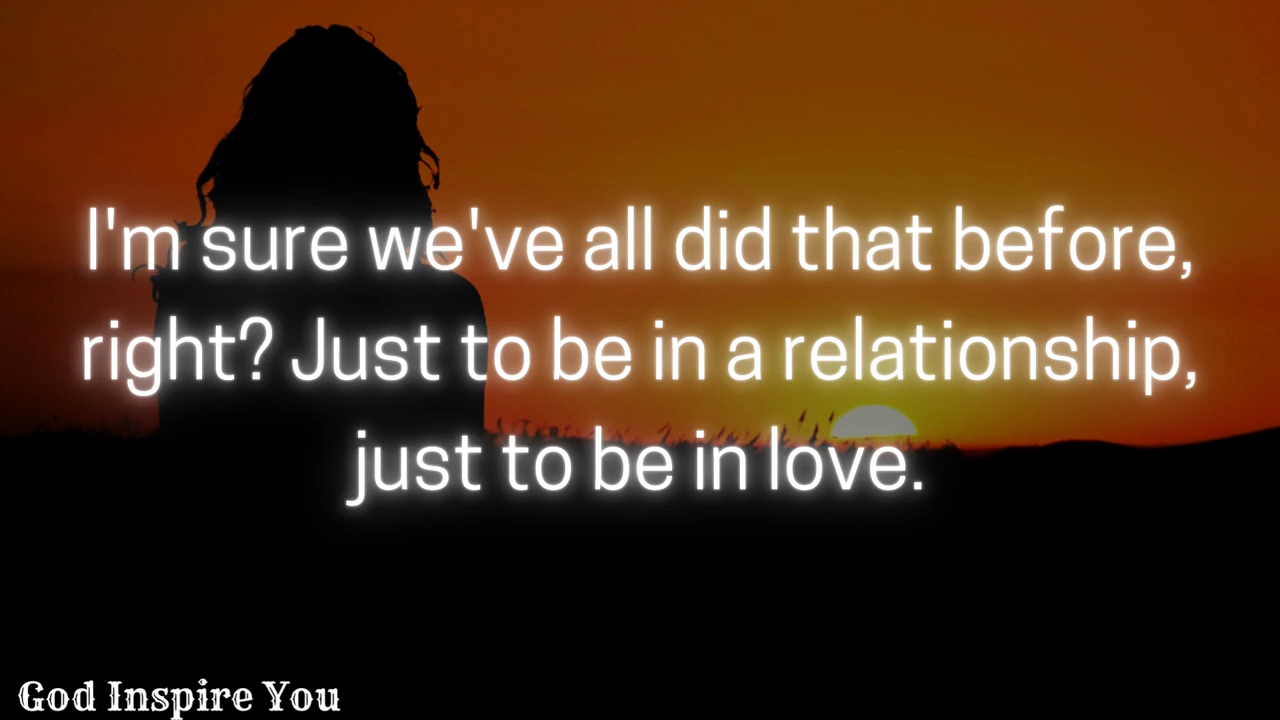 I'm sure we've all did that before,
right? Just to be in a relationship,
just to be in love.
God Inspire You